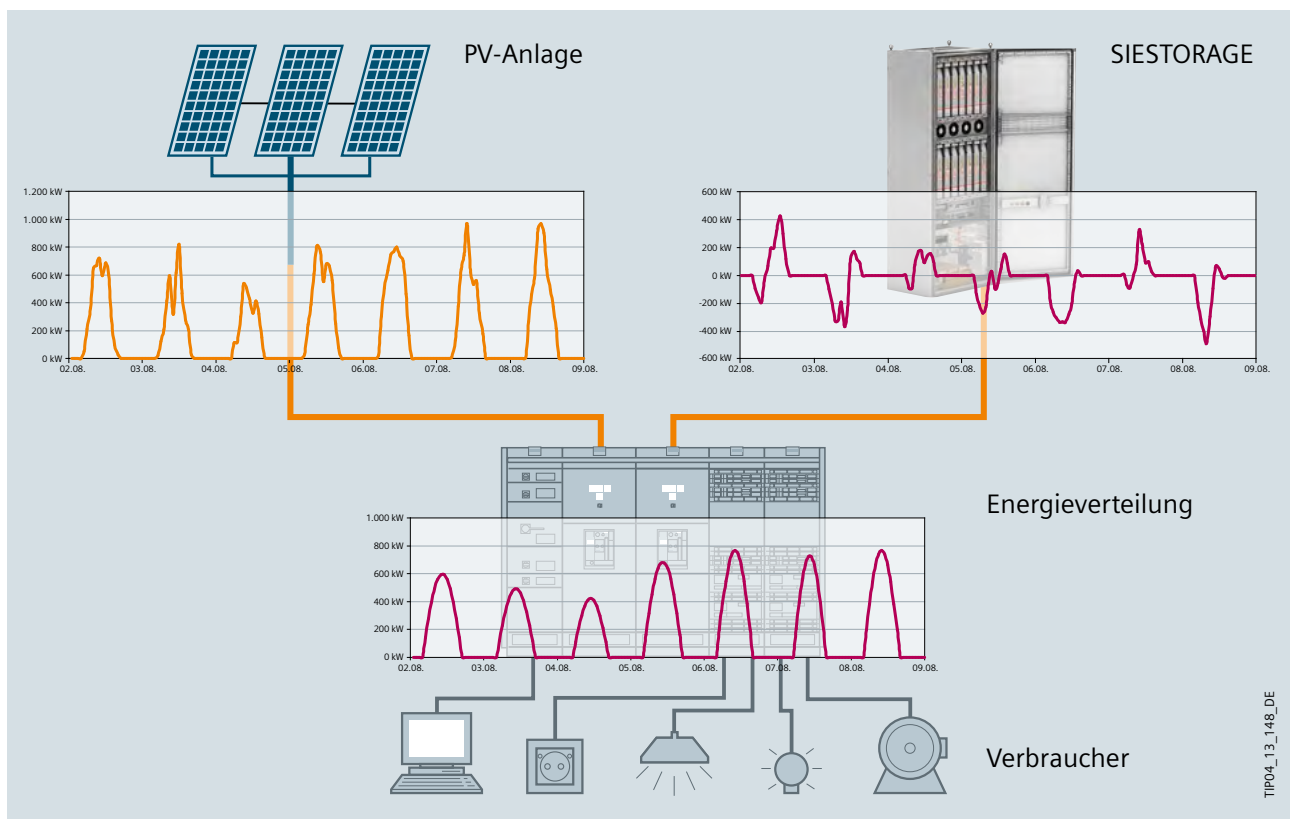 PV-Anlage
SIESTORAGE
1.200 kW
1.000 kW
800 kW
600 kW
400 kW
200 kW
0 kW
02.08. 03.08. 04.08. 05.08. 06.08. 07.08. 08.08. 09.08.
600 kW
400 kW
200 kW
0 kW
-200 kW
-400 kW
-600 kW
02.08. 03.08. 04.08. 05.08. 06.08. 07.08. 08.08. 09.08.
Energieverteilung
1.000 kW
800 kW
600 kW
400 kW
200 kW
0 kW
02.08. 03.08. 04.08. 05.08. 06.08. 07.08. 08.08. 09.08.
Verbraucher
TIP04_13_148_DE